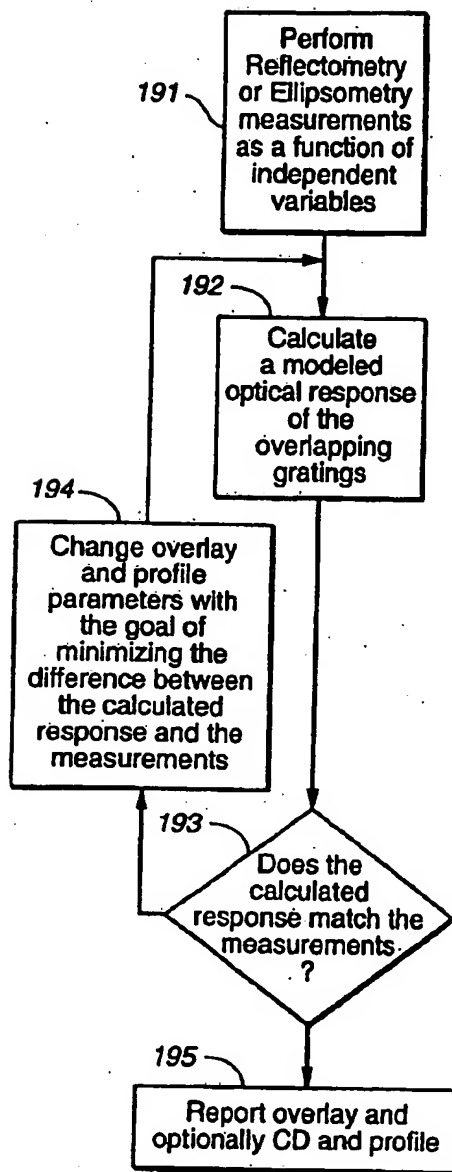 191
Perform
Reflectometry
or Ellipsometry
measurements
as a function of
independent
variables
192
Calculate
a modeled
optical response
of the
overlapping
gratings
194
Change overlay
and profile
parameters with
the goal of
minimizing the
difference between
the calculated
response and the
measurements
193
Does the
calculated
response match the
measurements
?
195
Report overlay and
optionally CD and profile